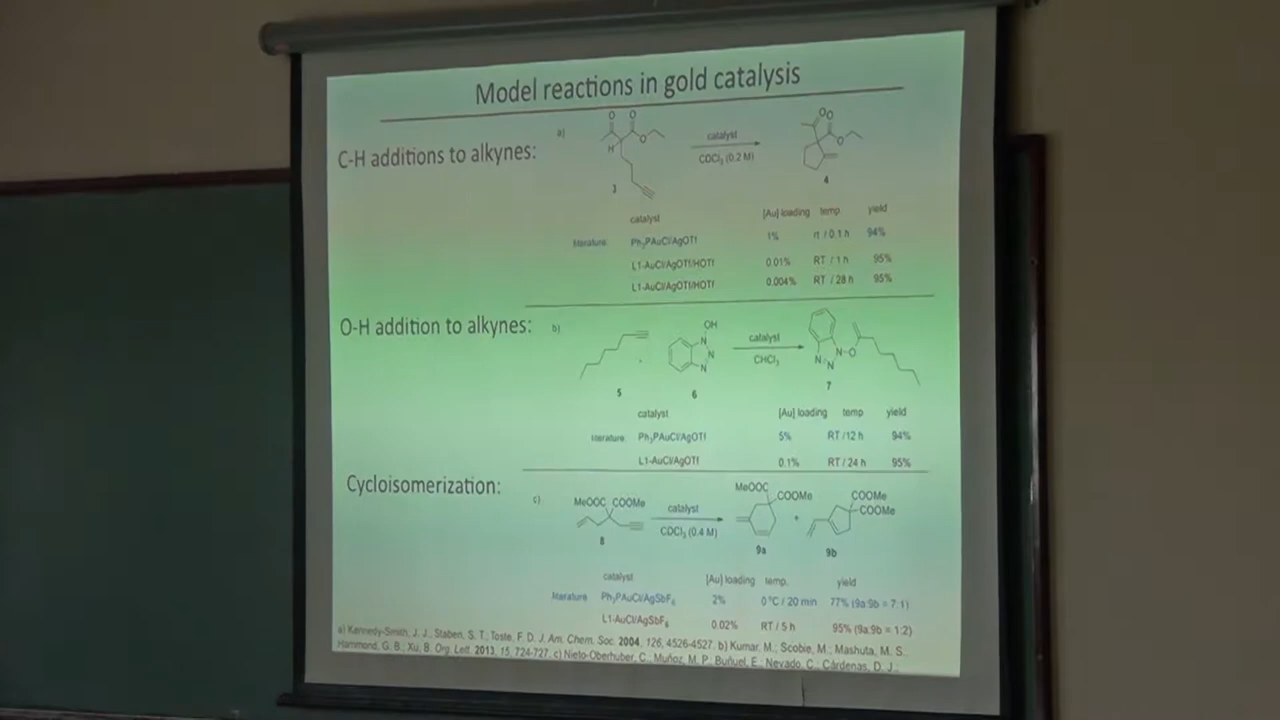 Model reactions in gold catalysis
C-H additions to alkynes:
a)
O O
O
H
catalyst
CDCl3 (0.2 M)
O O
O
3
4
catalyst [Au] loading temp yield
literature: Ph3PAuCl/AgOTf 1% rt / 0.1 h 94%
L1-AuCl/AgOTf/HOTf 0.01% RT / 1 h 95%
L1-AuCl/AgOTf/HOTf 0.004% RT / 28 h 95%
O-H addition to alkynes:
b)
OH
N
N
N
catalyst
CHCl3
N-O
N
N
5
6
7
catalyst [Au] loading temp yield
literature: Ph3PAuCl/AgOTf 5% RT /12 h 94%
L1-AuCl/AgOTf 0.1% RT / 24 h 95%
Cycloisomerization:
c)
MeOOC COOMe
catalyst
CDCl3 (0.4 M)
MeOOC
COOMe
+
COOMe
COOMe
8
9a
9b
catalyst [Au] loading temp. yield
literature Ph3PAuCl/AgSbF6 2% 0 °C / 20 min 77% (9a:9b = 7:1)
L1-AuCl/AgSbF6 0.02% RT / 5 h 95% (9a:9b = 1:2)
a) Kennedy-Smith, J. J.; Staben, S. T.; Toste, F. D. J. Am. Chem. Soc. 2004, 126, 4526-4527. b) Kumar, M.; Scobie, M.; Mashuta, M. S.;
Hammond, G. B.; Xu, B. Org. Lett. 2013, 15, 724-727. c) Nieto-Oberhuber, C.; Muñoz, M. P.; Buñuel, E.; Nevado, C.; Cárdenas, D. J.;